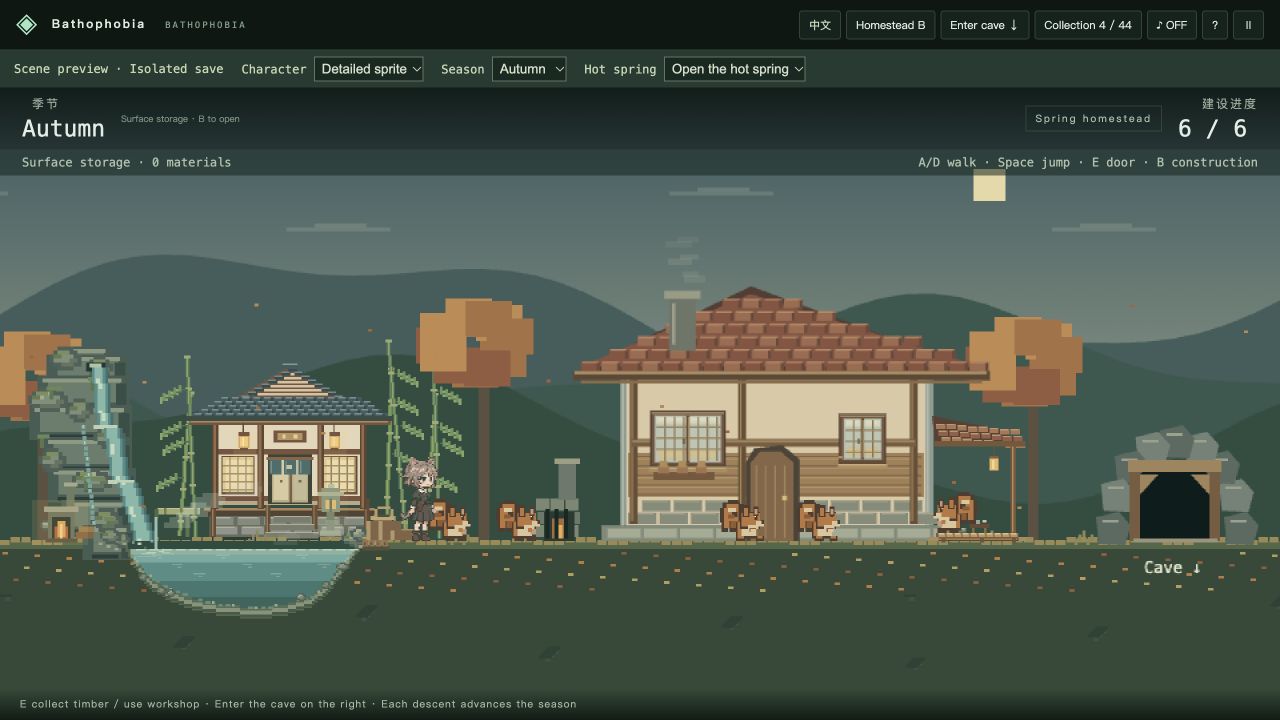 Bathophobia BATHOPHOBIA 中文 Homestead B Enter cave ↓ Collection 4 / 44 ♪ OFF ? II
Scene preview · Isolated save Character Detailed sprite Season Autumn Hot spring Open the hot spring
季节
Autumn Surface storage · B to open
Spring homestead
建设进度
6 / 6
Surface storage · 0 materials
A/D walk · Space jump · E door · B construction
Cave ↓
E collect timber / use workshop · Enter the cave on the right · Each descent advances the season